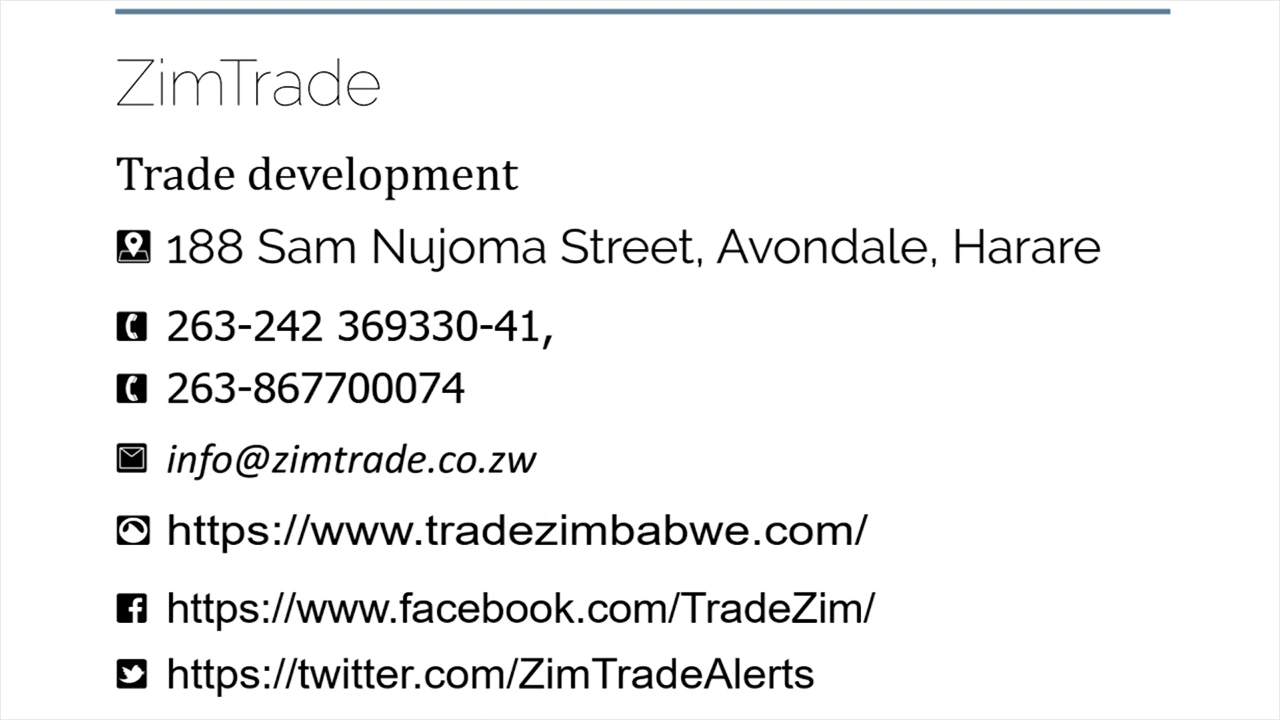 ZimTrade
Trade development
188 Sam Nujoma Street, Avondale, Harare
263-242 369330-41,
263-867700074
info@zimtrade.co.zw
https://www.tradezimbabwe.com/
https://www.facebook.com/TradeZim/
https://twitter.com/ZimTradeAlerts